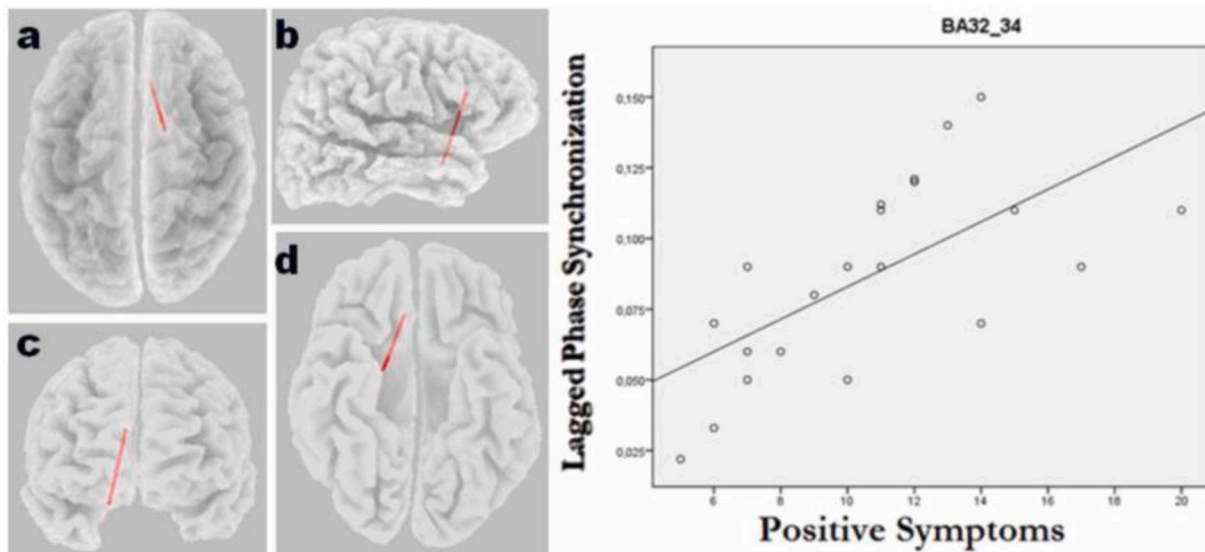 a
b
c
d
BA32_34
Lagged Phase Synchronization
0,150
0,125
0,100
0,075
0,050
0,025
6 8 10 12 14 16 18 20
Positive Symptoms